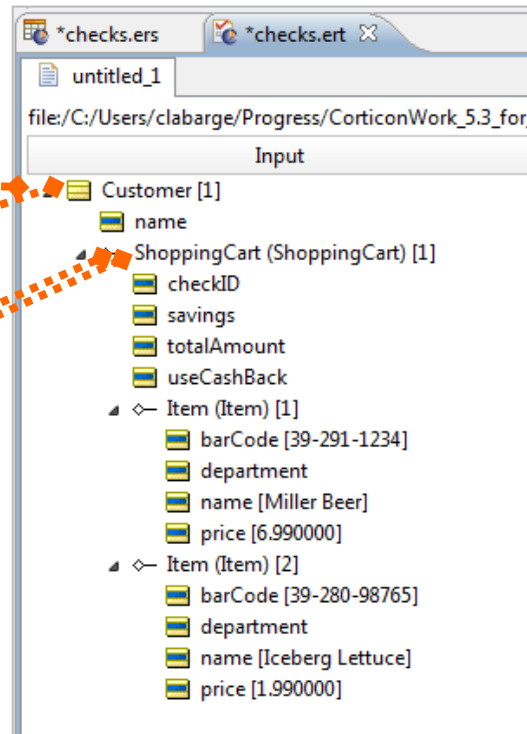 *checks.ers *checks.ert
untitled_1
file:/C:/Users/clabarge/Progress/CorticonWork_5.3_for
Input
Customer [1]
name
ShoppingCart (ShoppingCart) [1]
checkID
savings
totalAmount
useCashBack
Item (Item) [1]
barCode [39-291-1234]
department
name [Miller Beer]
price [6.990000]
Item (Item) [2]
barCode [39-280-98765]
department
name [Iceberg Lettuce]
price [1.990000]